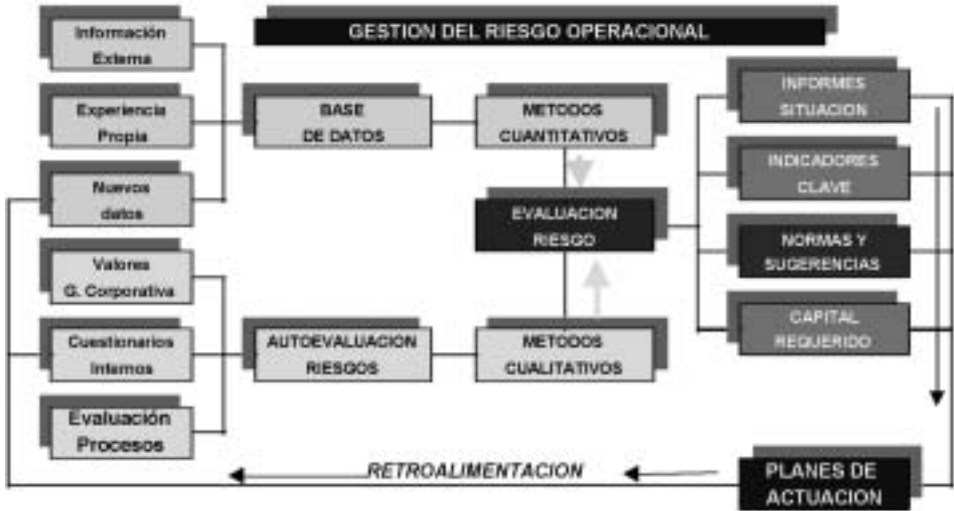 GESTION DEL RIESGO OPERACIONAL
Información
Externa
Experiencia
Propia
Nuevos
datos
Valores
G. Corporativa
Cuestionarios
Internos
Evaluación
Procesos
BASE
DE DATOS
AUTOEVALUACION
RIESGOS
METODOS
CUANTITATIVOS
EVALUACION
RIESGO
METODOS
CUALITATIVOS
INFORMES
SITUACION
INDICADORES
CLAVE
NORMAS Y
SUGERENCIAS
CAPITAL
REQUERIDO
PLANES DE
ACTUACION
RETROALIMENTACION